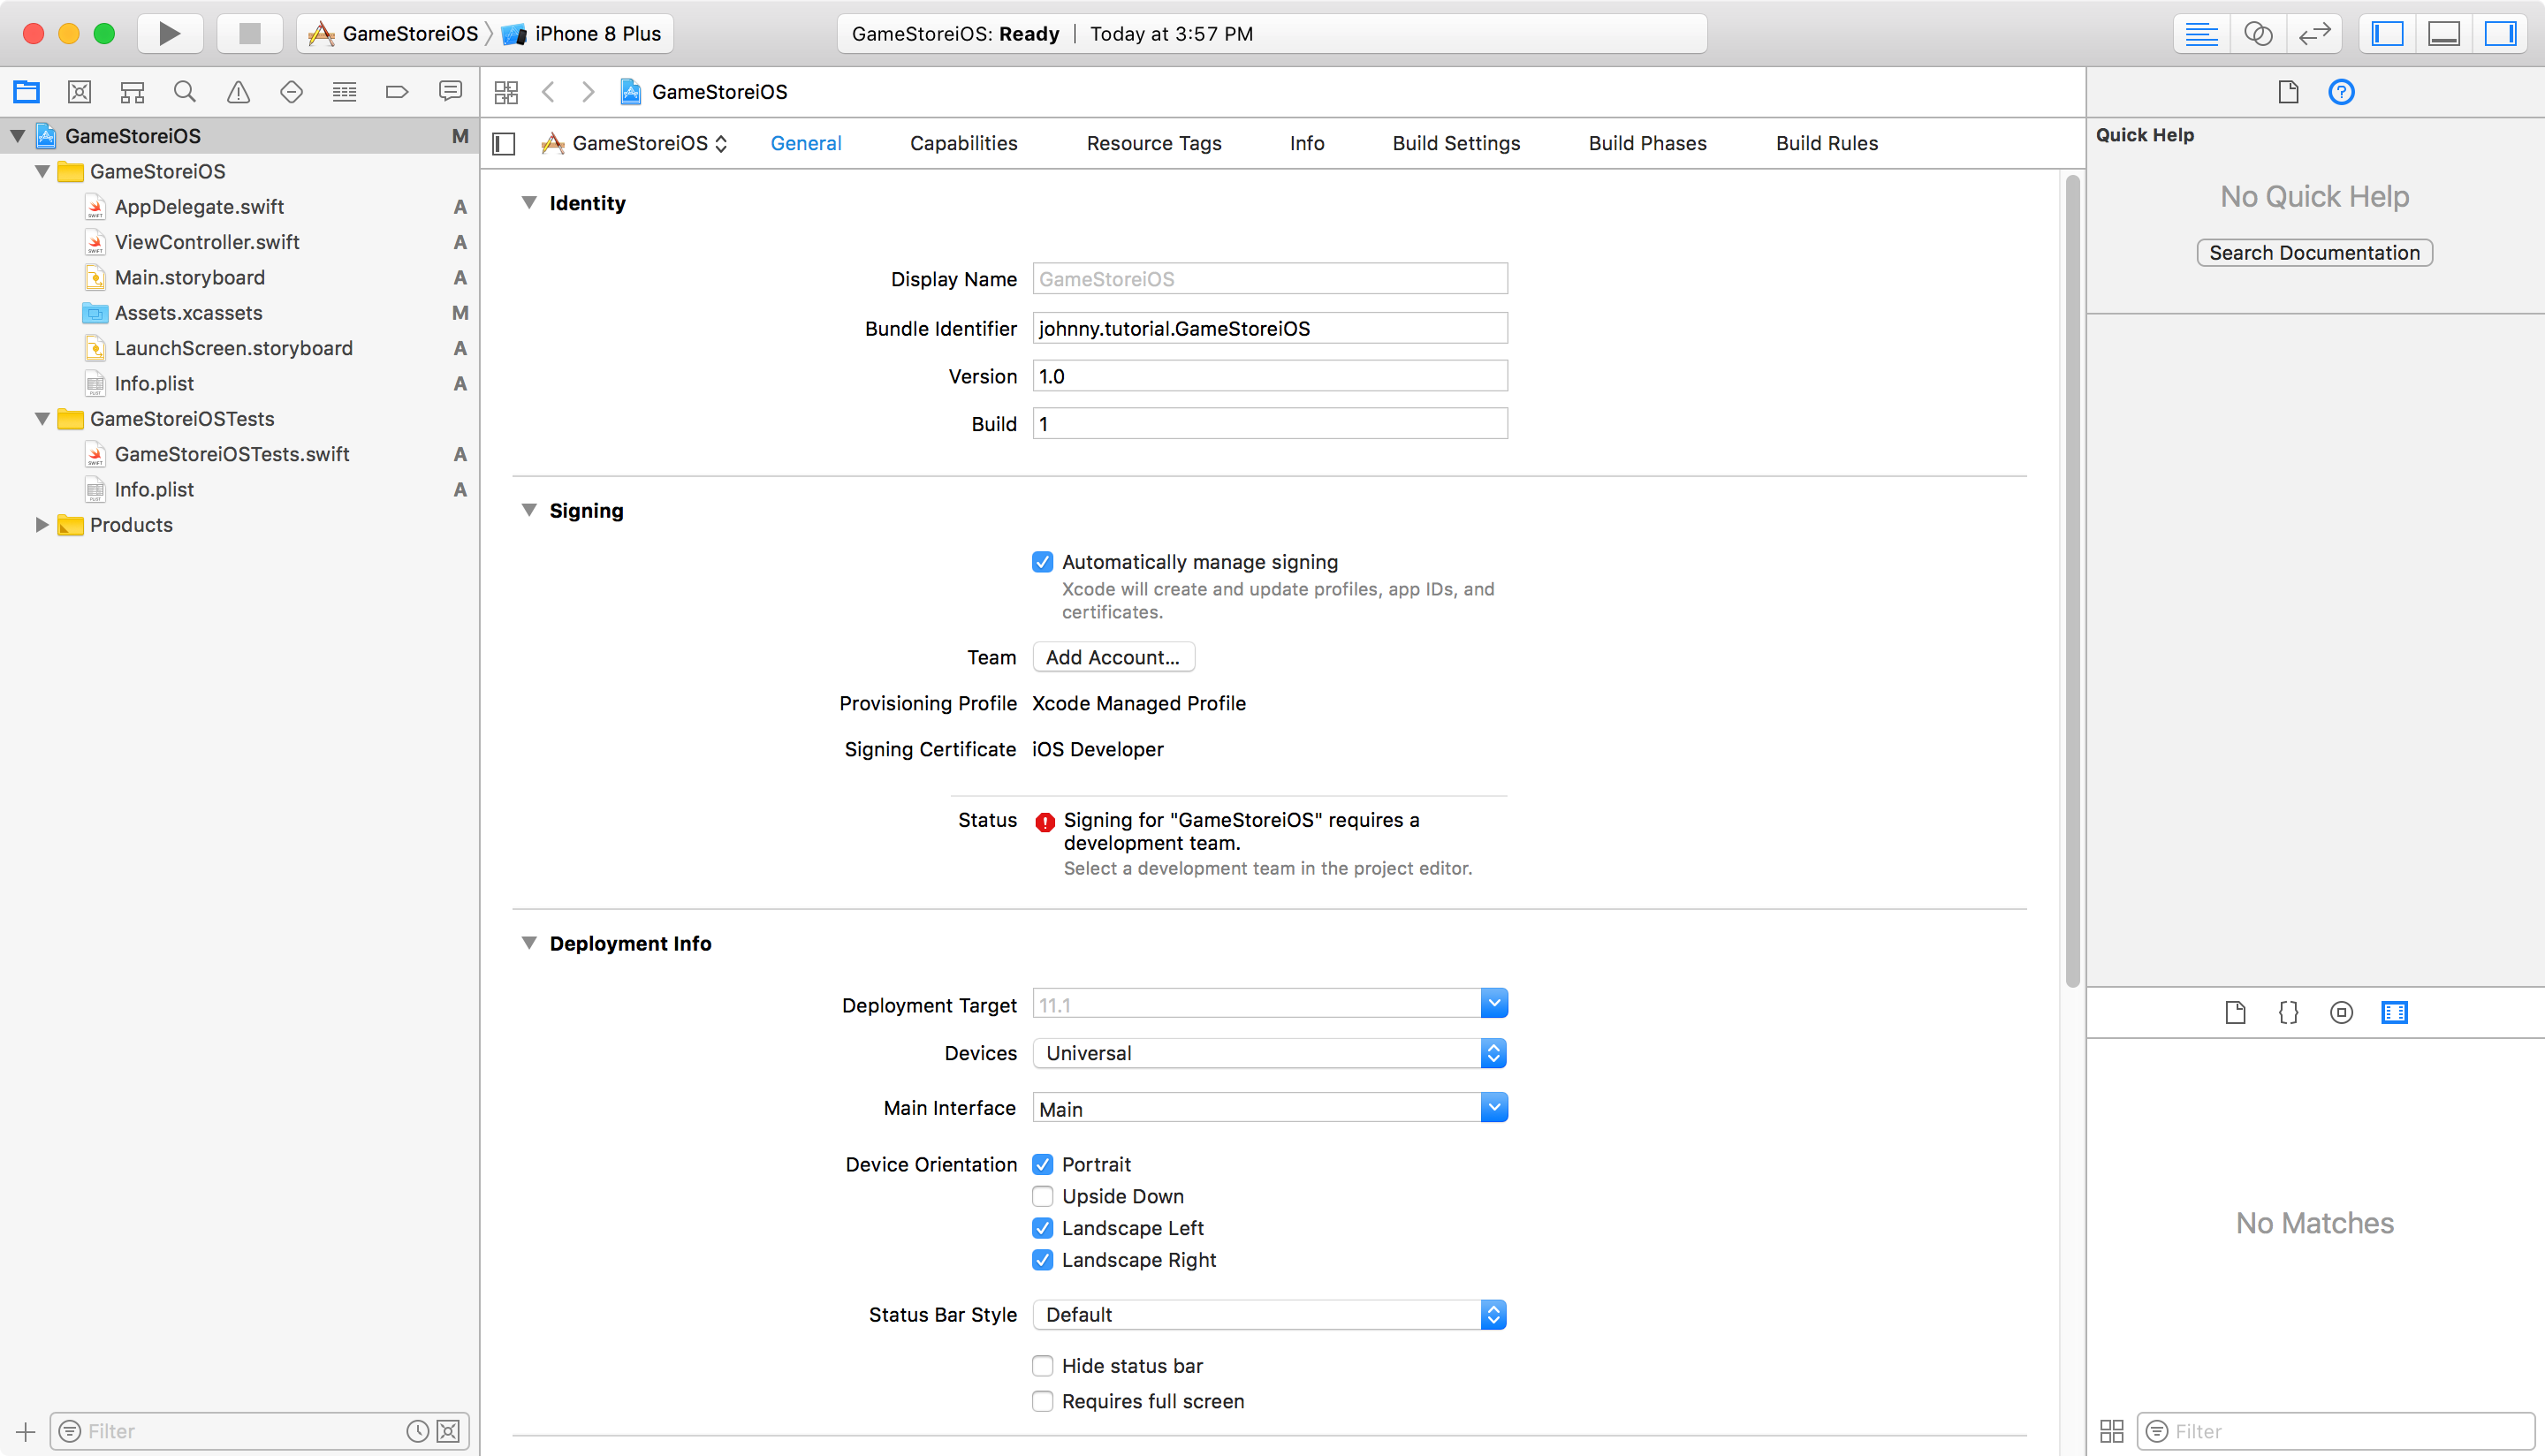 GameStoreiOS iPhone 8 Plus
GameStoreiOS: Ready | Today at 3:57 PM
GameStoreiOS M
GameStoreiOS
AppDelegate.swift A
ViewController.swift A
Main.storyboard A
Assets.xcassets M
LaunchScreen.storyboard A
Info.plist A
GameStoreiOSTests
GameStoreiOSTests.swift A
Info.plist A
Products
Filter
GameStoreiOS
GameStoreiOS General Capabilities Resource Tags Info Build Settings Build Phases Build Rules
Identity
Display Name GameStoreiOS
Bundle Identifier johnny.tutorial.GameStoreiOS
Version 1.0
Build 1
Signing
Automatically manage signing
Xcode will create and update profiles, app IDs, and
certificates.
Team Add Account...
Provisioning Profile Xcode Managed Profile
Signing Certificate iOS Developer
Status Signing for "GameStoreiOS" requires a
development team.
Select a development team in the project editor.
Deployment Info
Deployment Target 11.1
Devices Universal
Main Interface Main
Device Orientation Portrait
Upside Down
Landscape Left
Landscape Right
Status Bar Style Default
Hide status bar
Requires full screen
Quick Help
No Quick Help
Search Documentation
No Matches
Filter